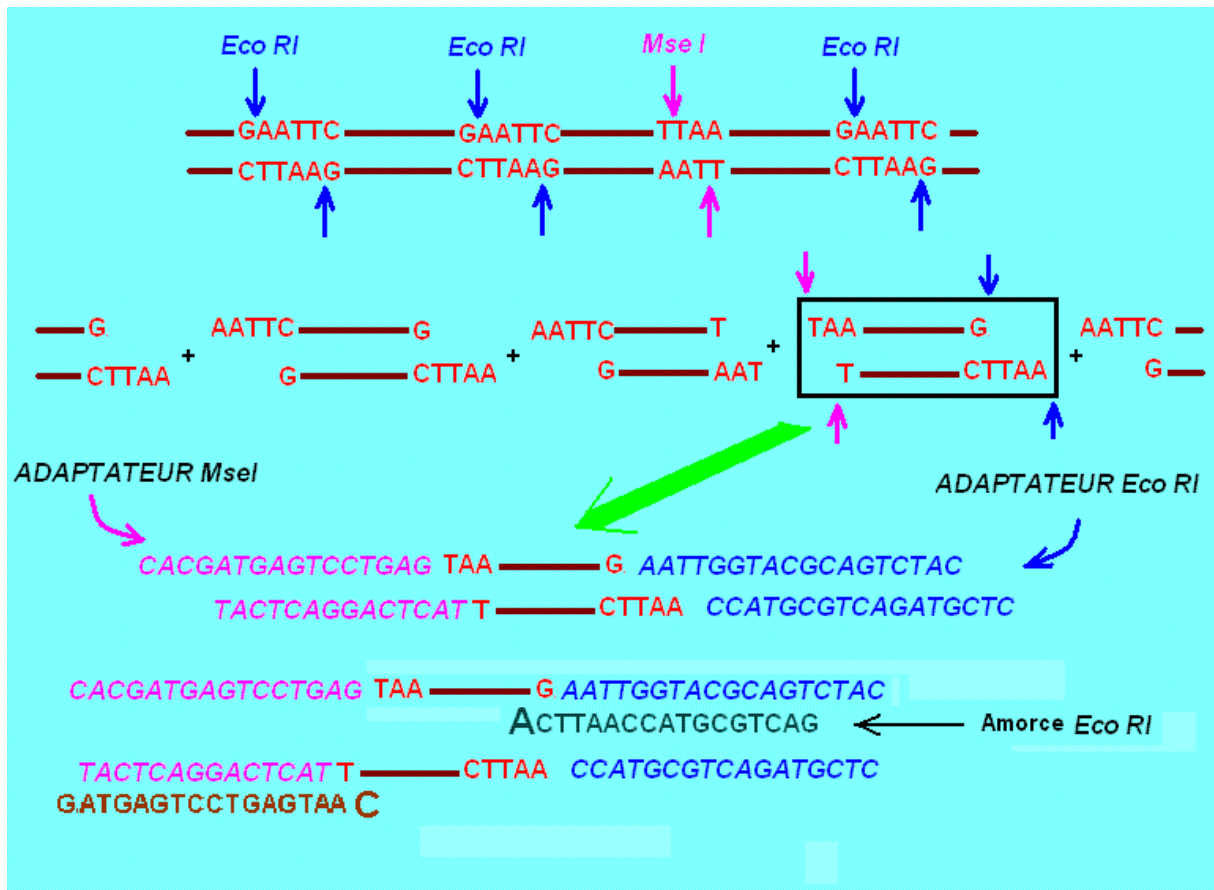 Eco RI Eco RI Mse I Eco RI
GAATTC GAATTC TTAA GAATTC
CTTAAG CTTAAG AATT CTTAAG
G AATTC G AATTC T TAA G AATTC
+ + + +
CTTAA G CTTAA G AAT T CTTAA G
ADAPTATEUR MseI ADAPTATEUR Eco RI
CACGATGAGTCCTGAG TAA G AATTGGTACGCAGTCTAC
TACTCAGGACTCAT T CTTAA CCATGCGTCAGATGCTC
CACGATGAGTCCTGAG TAA G AATTGGTACGCAGTCTAC
ACTTAACCATGCGTCAG Amorce Eco RI
TACTCAGGACTCAT T CTTAA CCATGCGTCAGATGCTC
GATGAGTCCTGAGTAA C